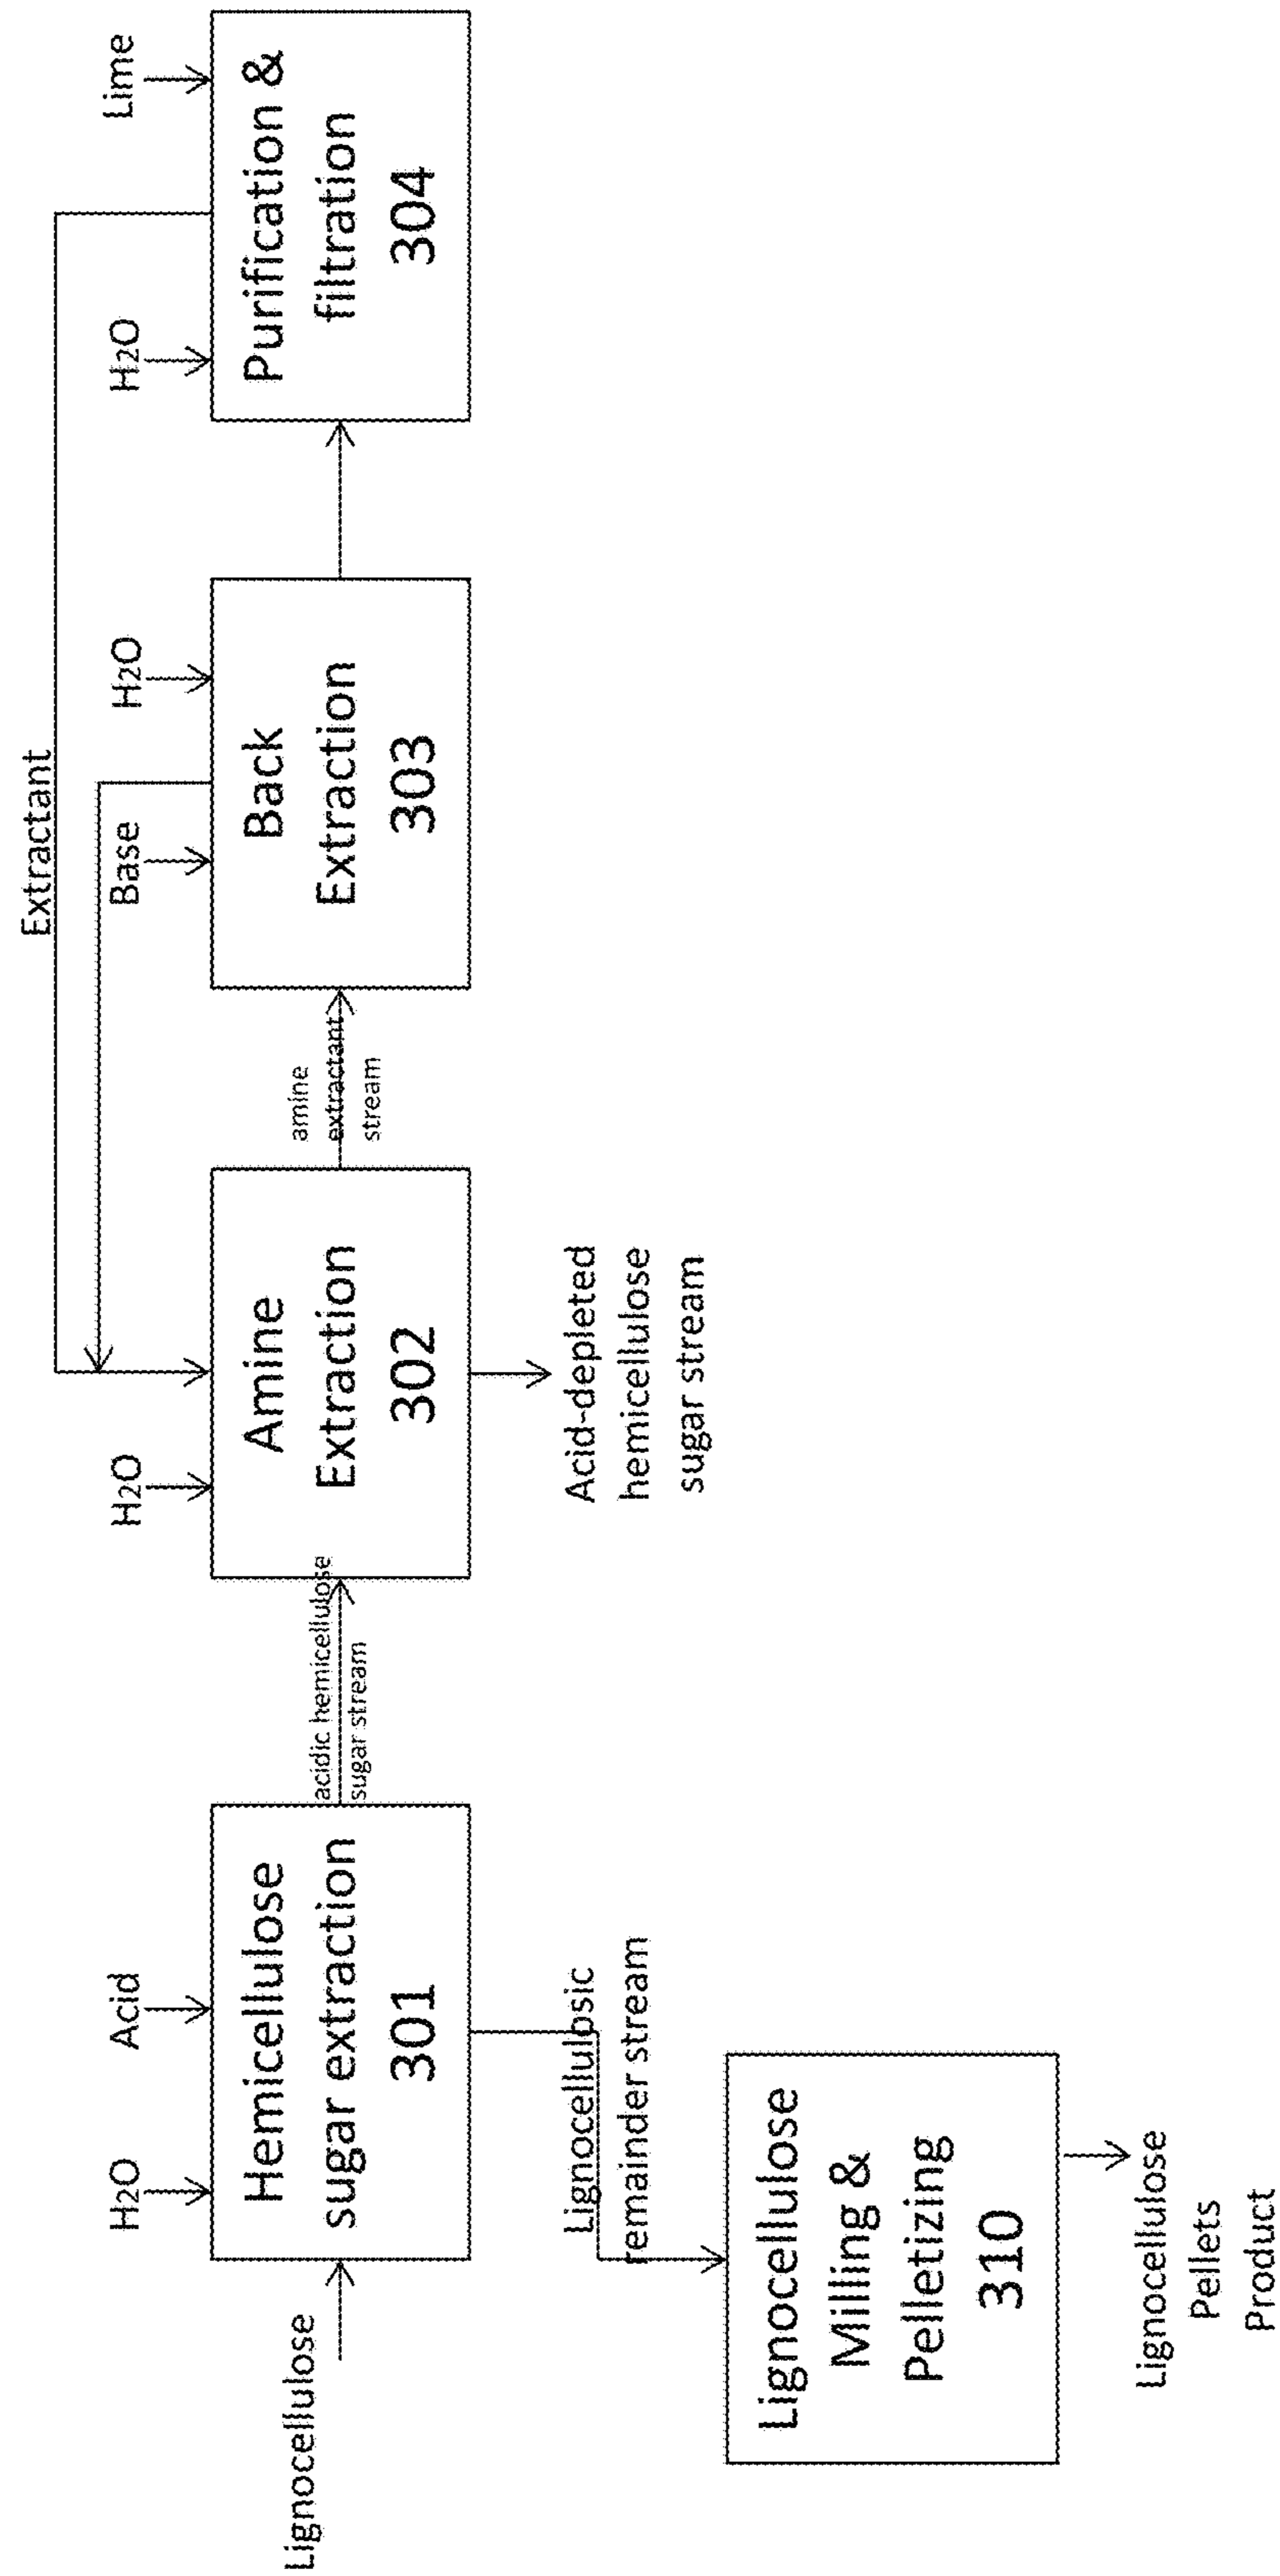 Lignocellulose
H2O
Acid
Hemicellulose
sugar extraction
301
acidic hemicellulose
sugar stream
Lignocellulosic
remainder stream
Lignocellulose
Milling &
Pelletizing
310
Lignocellulose
Pellets
Product
H2O
Amine
Extraction
302
Acid-depleted
hemicellulose
sugar stream
amine
extractant
stream
Extractant
Base
H2O
Back
Extraction
303
H2O
Lime
Purification &
filtration
304